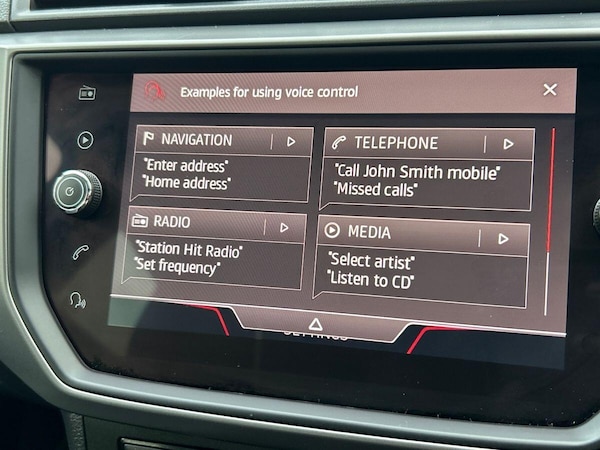 Examples for using voice control
NAVIGATION
"Enter address"
"Home address"
TELEPHONE
"Call John Smith mobile"
"Missed calls"
RADIO
"Station Hit Radio"
"Set frequency"
MEDIA
"Select artist"
"Listen to CD"